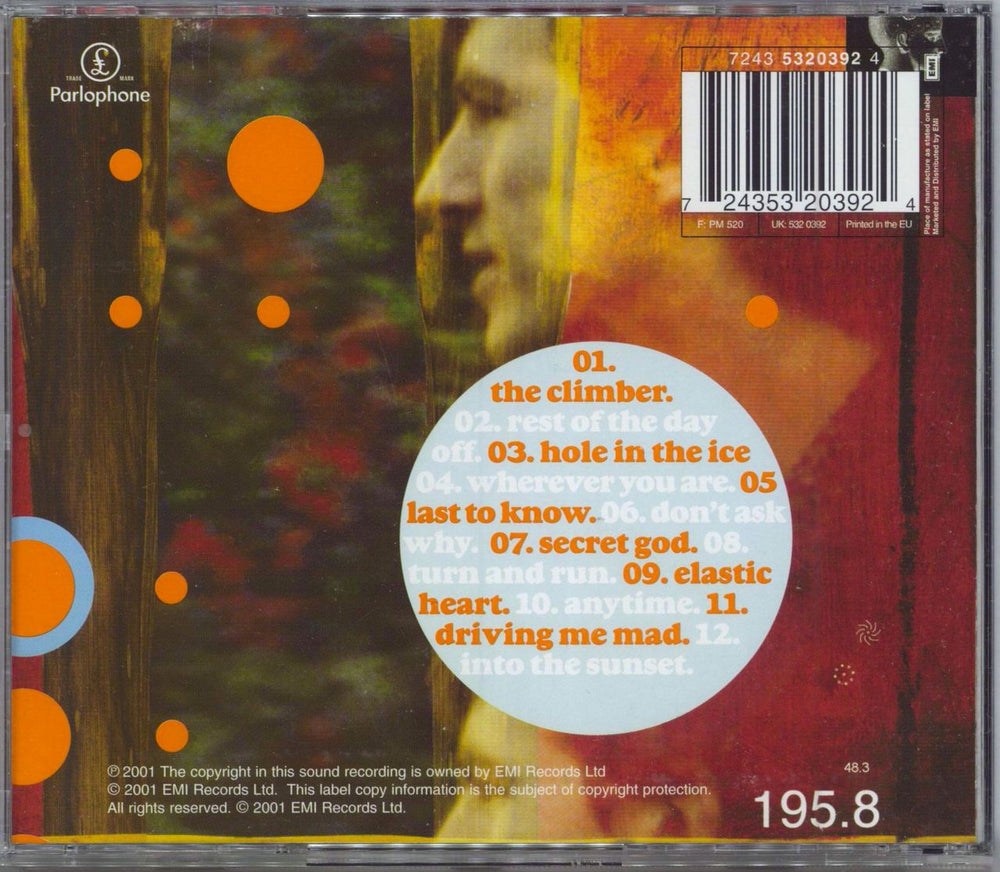 TRADE MARK
Parlophone
7243 5320392 4
EMI
7 24353 20392 4
F: PM 520 UK: 532 0392 Printed in the EU
Place of manufacture as stated on label
Marketed and Distributed by EMI
01.
the climber.
02. rest of the day
off. 03. hole in the ice
04. wherever you are. 05
last to know. 06. don't ask
why. 07. secret god. 08.
turn and run. 09. elastic
heart. 10. anytime. 11.
driving me mad. 12.
into the sunset.
℗ 2001 The copyright in this sound recording is owned by EMI Records Ltd
© 2001 EMI Records Ltd. This label copy information is the subject of copyright protection.
All rights reserved. © 2001 EMI Records Ltd.
48.3
195.8